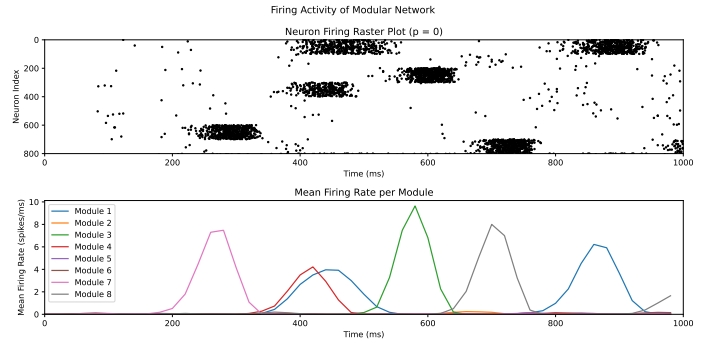 Firing Activity of Modular Network
Neuron Firing Raster Plot (p = 0)
Neuron Index
0
200
400
600
800
0
200
400
600
800
1000
Time (ms)
Mean Firing Rate per Module
Mean Firing Rate (spikes/ms)
10
8
6
4
2
0
Module 1
Module 2
Module 3
Module 4
Module 5
Module 6
Module 7
Module 8
0
200
400
600
800
1000
Time (ms)